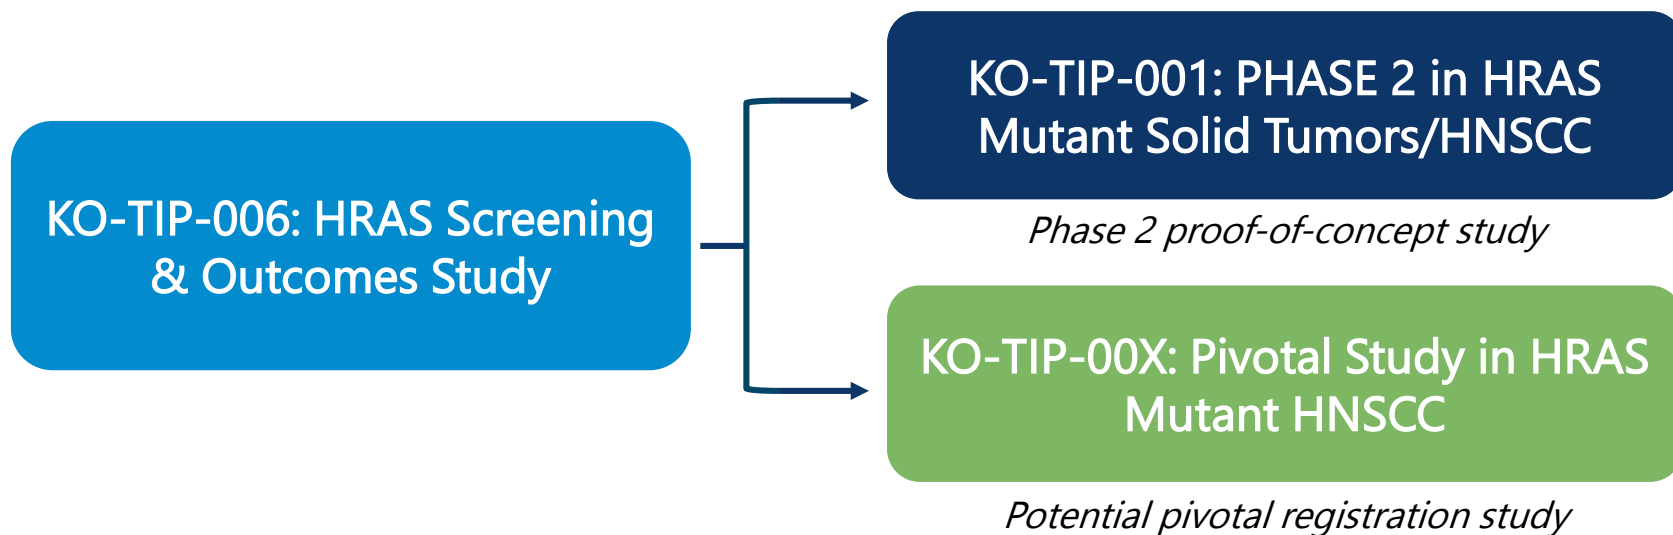 KO-TIP-006: HRAS Screening
& Outcomes Study
KO-TIP-001: PHASE 2 in HRAS
Mutant Solid Tumors/HNSCC
Phase 2 proof-of-concept study
KO-TIP-00X: Pivotal Study in HRAS
Mutant HNSCC
Potential pivotal registration study